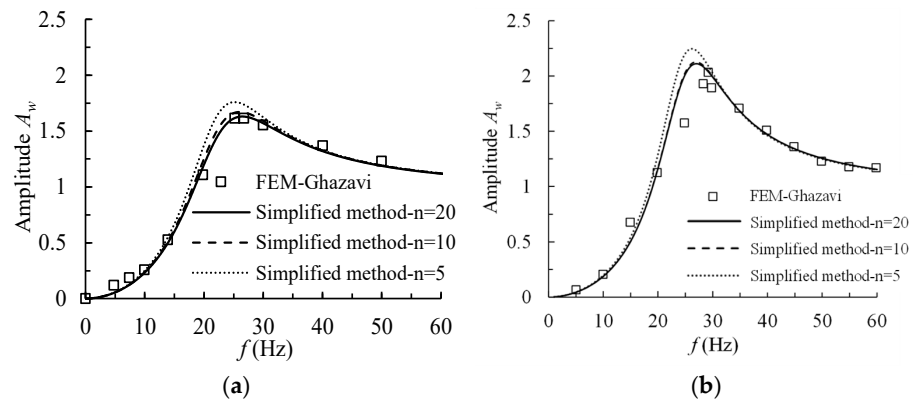 2.5
2
1.5
1
0.5
0
Amplitude A_w
FEM-Ghazavi
Simplified method-n=20
Simplified method-n=10
Simplified method-n=5
0 10 20 30 40 50 60
f (Hz)
(a)
2.5
2
1.5
1
0.5
0
Amplitude A_w
FEM-Ghazavi
Simplified method-n=20
Simplified method-n=10
Simplified method-n=5
0 10 20 30 40 50 60
f (Hz)
(b)